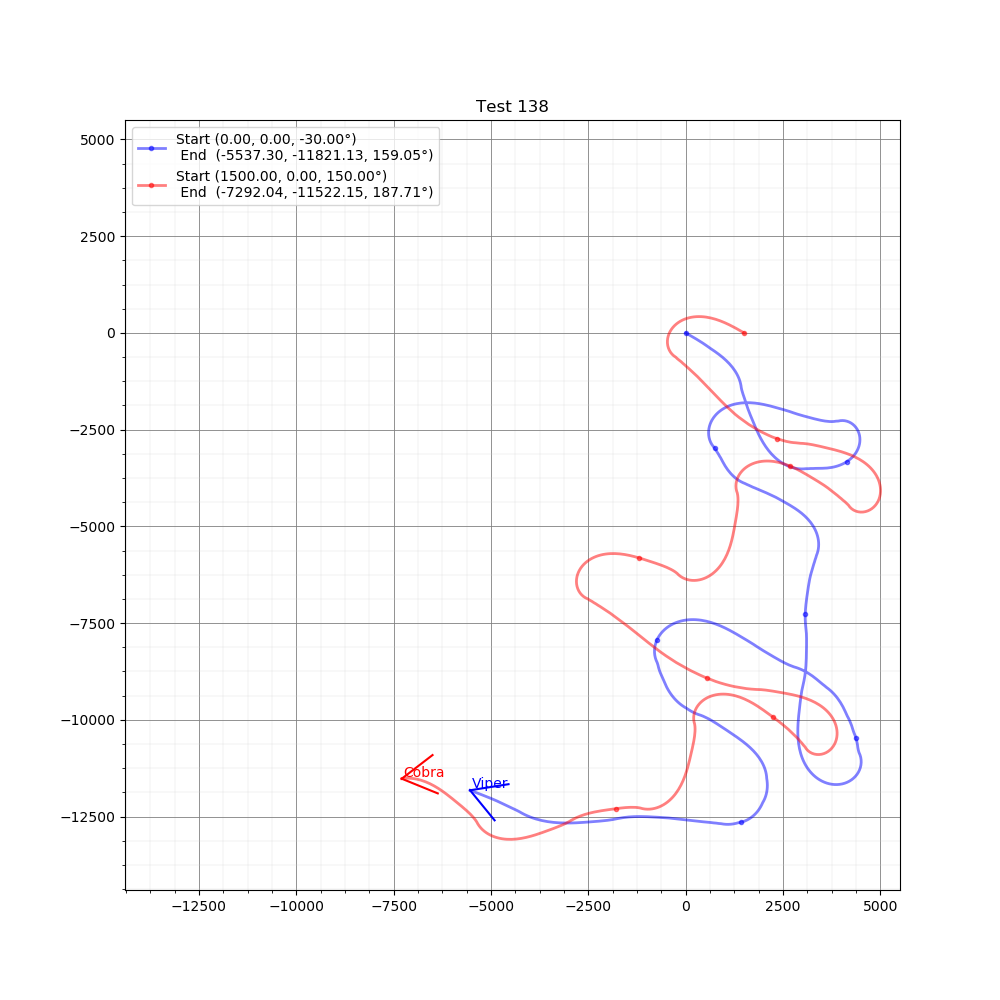 Test 138
Start (0.00, 0.00, -30.00°)
End  (-5537.30, -11821.13, 159.05°)
Start (1500.00, 0.00, 150.00°)
End  (-7292.04, -11522.15, 187.71°)
5000
2500
0
−2500
−5000
−7500
−10000
−12500
Cobra
Viper
−12500
−10000
−7500
−5000
−2500
0
2500
5000